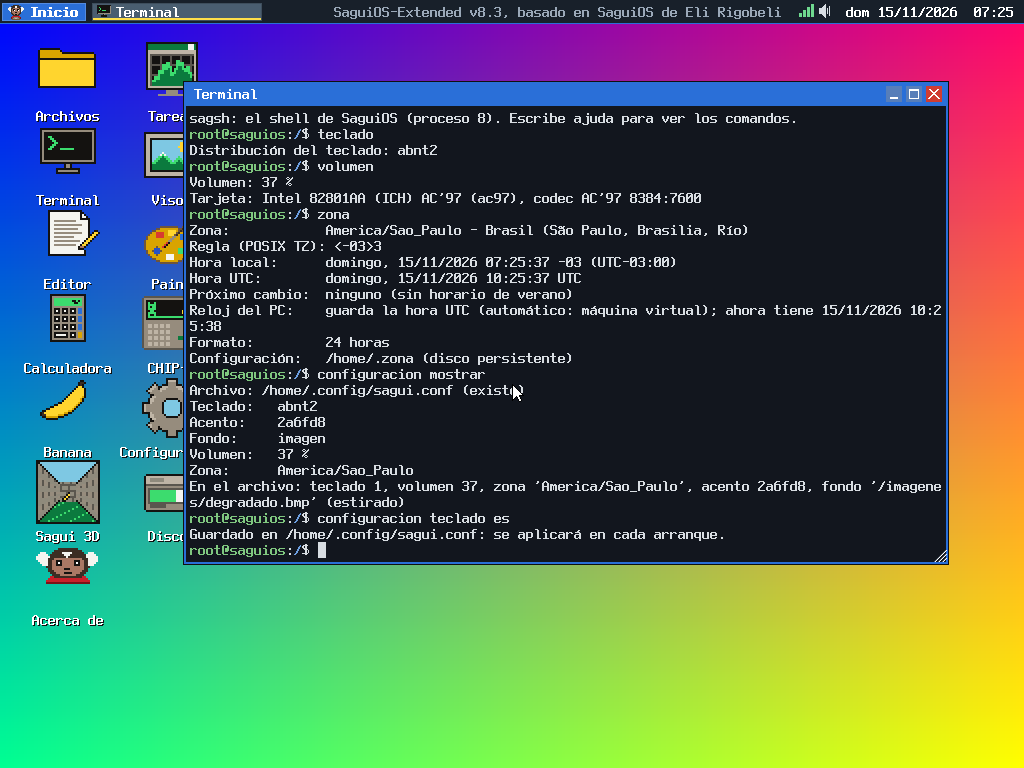 Inicio
Terminal
SaguiOS-Extended v8.3, basado en SaguiOS de Eli Rigobeli
dom 15/11/2026 07:25
Archivos
Tarea
Terminal
Viso
Editor
Pain
Calculadora
CHIP-
Banana
Configur
Sagui 3D
Disco
Acerca de
Terminal
sagsh: el shell de SaguiOS (proceso 8). Escribe ajuda para ver los comandos.
root@saguios:/$ teclado
Distribución del teclado: abnt2
root@saguios:/$ volumen
Volumen: 37 %
Tarjeta: Intel 82801AA (ICH) AC'97 (ac97), codec AC'97 8384:7600
root@saguios:/$ zona
Zona: America/Sao_Paulo - Brasil (São Paulo, Brasilia, Río)
Regla (POSIX TZ): <-03>3
Hora local: domingo, 15/11/2026 07:25:37 -03 (UTC-03:00)
Hora UTC: domingo, 15/11/2026 10:25:37 UTC
Próximo cambio: ninguno (sin horario de verano)
Reloj del PC: guarda la hora UTC (automático: máquina virtual); ahora tiene 15/11/2026 10:2
5:38
Formato: 24 horas
Configuración: /home/.zona (disco persistente)
root@saguios:/$ configuracion mostrar
Archivo: /home/.config/sagui.conf (existe)
Teclado: abnt2
Acento: 2a6fd8
Fondo: imagen
Volumen: 37 %
Zona: America/Sao_Paulo
En el archivo: teclado 1, volumen 37, zona 'America/Sao_Paulo', acento 2a6fd8, fondo '/imagene
s/degradado.bmp' (estirado)
root@saguios:/$ configuracion teclado es
Guardado en /home/.config/sagui.conf: se aplicará en cada arranque.
root@saguios:/$